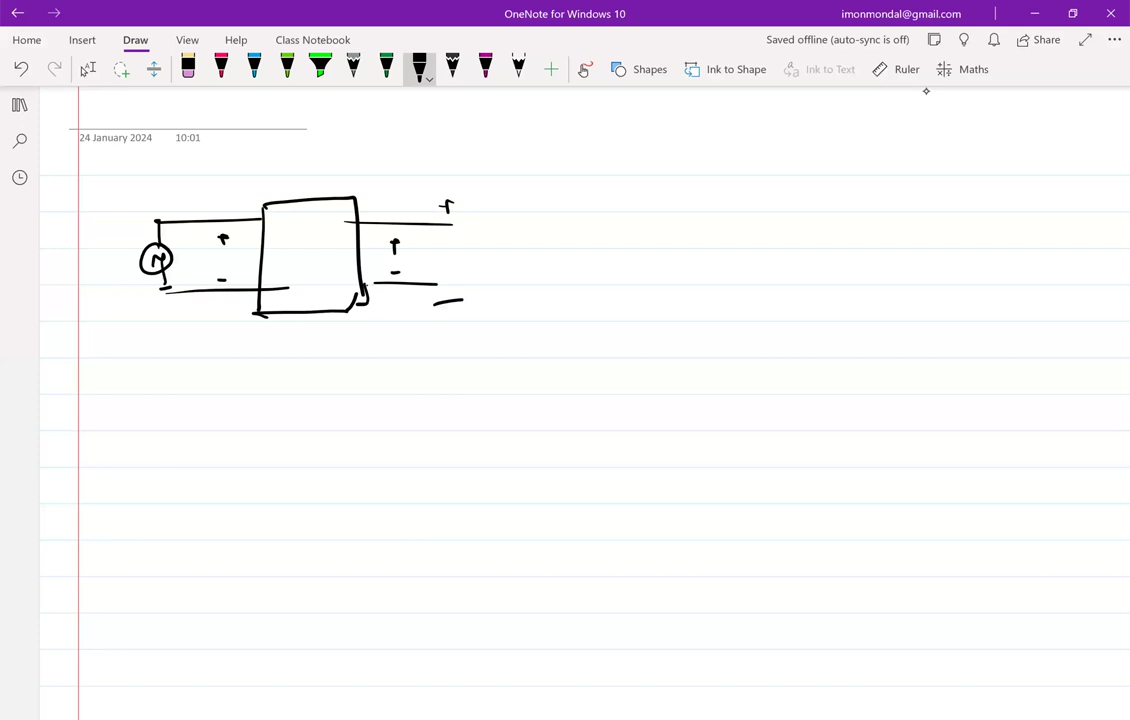 OneNote for Windows 10
imonmondal@gmail.com
Home Insert Draw View Help Class Notebook
Saved offline (auto-sync is off) Share
Shapes Ink to Shape Ink to Text Ruler Maths
24 January 2024 10:01
+
+ +
- -
-